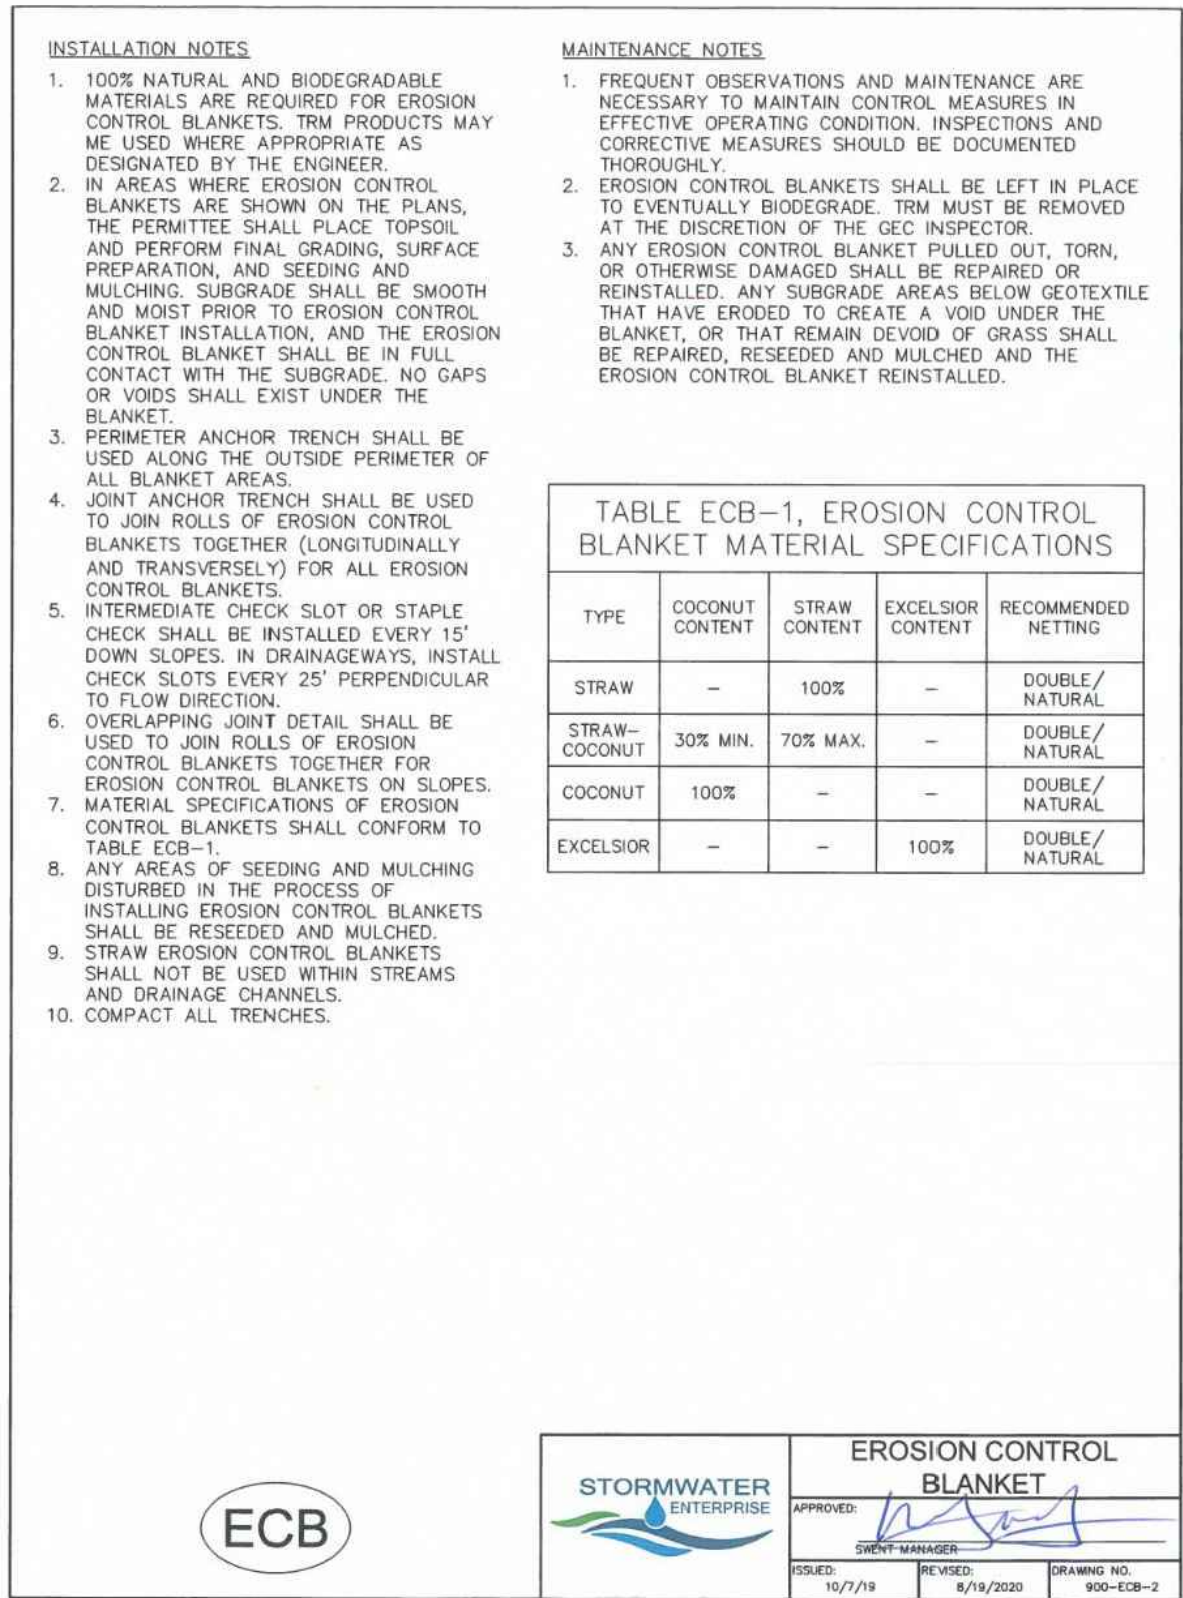 INSTALLATION NOTES
1. 100% NATURAL AND BIODEGRADABLE
MATERIALS ARE REQUIRED FOR EROSION
CONTROL BLANKETS. TRM PRODUCTS MAY
ME USED WHERE APPROPRIATE AS
DESIGNATED BY THE ENGINEER.
2. IN AREAS WHERE EROSION CONTROL
BLANKETS ARE SHOWN ON THE PLANS,
THE PERMITTEE SHALL PLACE TOPSOIL
AND PERFORM FINAL GRADING, SURFACE
PREPARATION, AND SEEDING AND
MULCHING. SUBGRADE SHALL BE SMOOTH
AND MOIST PRIOR TO EROSION CONTROL
BLANKET INSTALLATION, AND THE EROSION
CONTROL BLANKET SHALL BE IN FULL
CONTACT WITH THE SUBGRADE. NO GAPS
OR VOIDS SHALL EXIST UNDER THE
BLANKET.
3. PERIMETER ANCHOR TRENCH SHALL BE
USED ALONG THE OUTSIDE PERIMETER OF
ALL BLANKET AREAS.
4. JOINT ANCHOR TRENCH SHALL BE USED
TO JOIN ROLLS OF EROSION CONTROL
BLANKETS TOGETHER (LONGITUDINALLY
AND TRANSVERSELY) FOR ALL EROSION
CONTROL BLANKETS.
5. INTERMEDIATE CHECK SLOT OR STAPLE
CHECK SHALL BE INSTALLED EVERY 15'
DOWN SLOPES. IN DRAINAGEWAYS, INSTALL
CHECK SLOTS EVERY 25' PERPENDICULAR
TO FLOW DIRECTION.
6. OVERLAPPING JOINT DETAIL SHALL BE
USED TO JOIN ROLLS OF EROSION
CONTROL BLANKETS TOGETHER FOR
EROSION CONTROL BLANKETS ON SLOPES.
7. MATERIAL SPECIFICATIONS OF EROSION
CONTROL BLANKETS SHALL CONFORM TO
TABLE ECB-1.
8. ANY AREAS OF SEEDING AND MULCHING
DISTURBED IN THE PROCESS OF
INSTALLING EROSION CONTROL BLANKETS
SHALL BE RESEEDED AND MULCHED.
9. STRAW EROSION CONTROL BLANKETS
SHALL NOT BE USED WITHIN STREAMS
AND DRAINAGE CHANNELS.
10. COMPACT ALL TRENCHES.
MAINTENANCE NOTES
1. FREQUENT OBSERVATIONS AND MAINTENANCE ARE
NECESSARY TO MAINTAIN CONTROL MEASURES IN
EFFECTIVE OPERATING CONDITION. INSPECTIONS AND
CORRECTIVE MEASURES SHOULD BE DOCUMENTED
THOROUGHLY.
2. EROSION CONTROL BLANKETS SHALL BE LEFT IN PLACE
TO EVENTUALLY BIODEGRADE. TRM MUST BE REMOVED
AT THE DISCRETION OF THE GEC INSPECTOR.
3. ANY EROSION CONTROL BLANKET PULLED OUT, TORN,
OR OTHERWISE DAMAGED SHALL BE REPAIRED OR
REINSTALLED. ANY SUBGRADE AREAS BELOW GEOTEXTILE
THAT HAVE ERODED TO CREATE A VOID UNDER THE
BLANKET, OR THAT REMAIN DEVOID OF GRASS SHALL
BE REPAIRED, RESEEDED AND MULCHED AND THE
EROSION CONTROL BLANKET REINSTALLED.
TABLE ECB-1, EROSION CONTROL
BLANKET MATERIAL SPECIFICATIONS
TYPE COCONUT CONTENT STRAW CONTENT EXCELSIOR CONTENT RECOMMENDED NETTING
STRAW - 100% - DOUBLE/ NATURAL
STRAW-COCONUT 30% MIN. 70% MAX. - DOUBLE/ NATURAL
COCONUT 100% - - DOUBLE/ NATURAL
EXCELSIOR - - 100% DOUBLE/ NATURAL
ECB
STORMWATER
ENTERPRISE
EROSION CONTROL
BLANKET
APPROVED:
SWENT MANAGER
ISSUED: REVISED: DRAWING NO.
10/7/19 8/19/2020 900-ECB-2